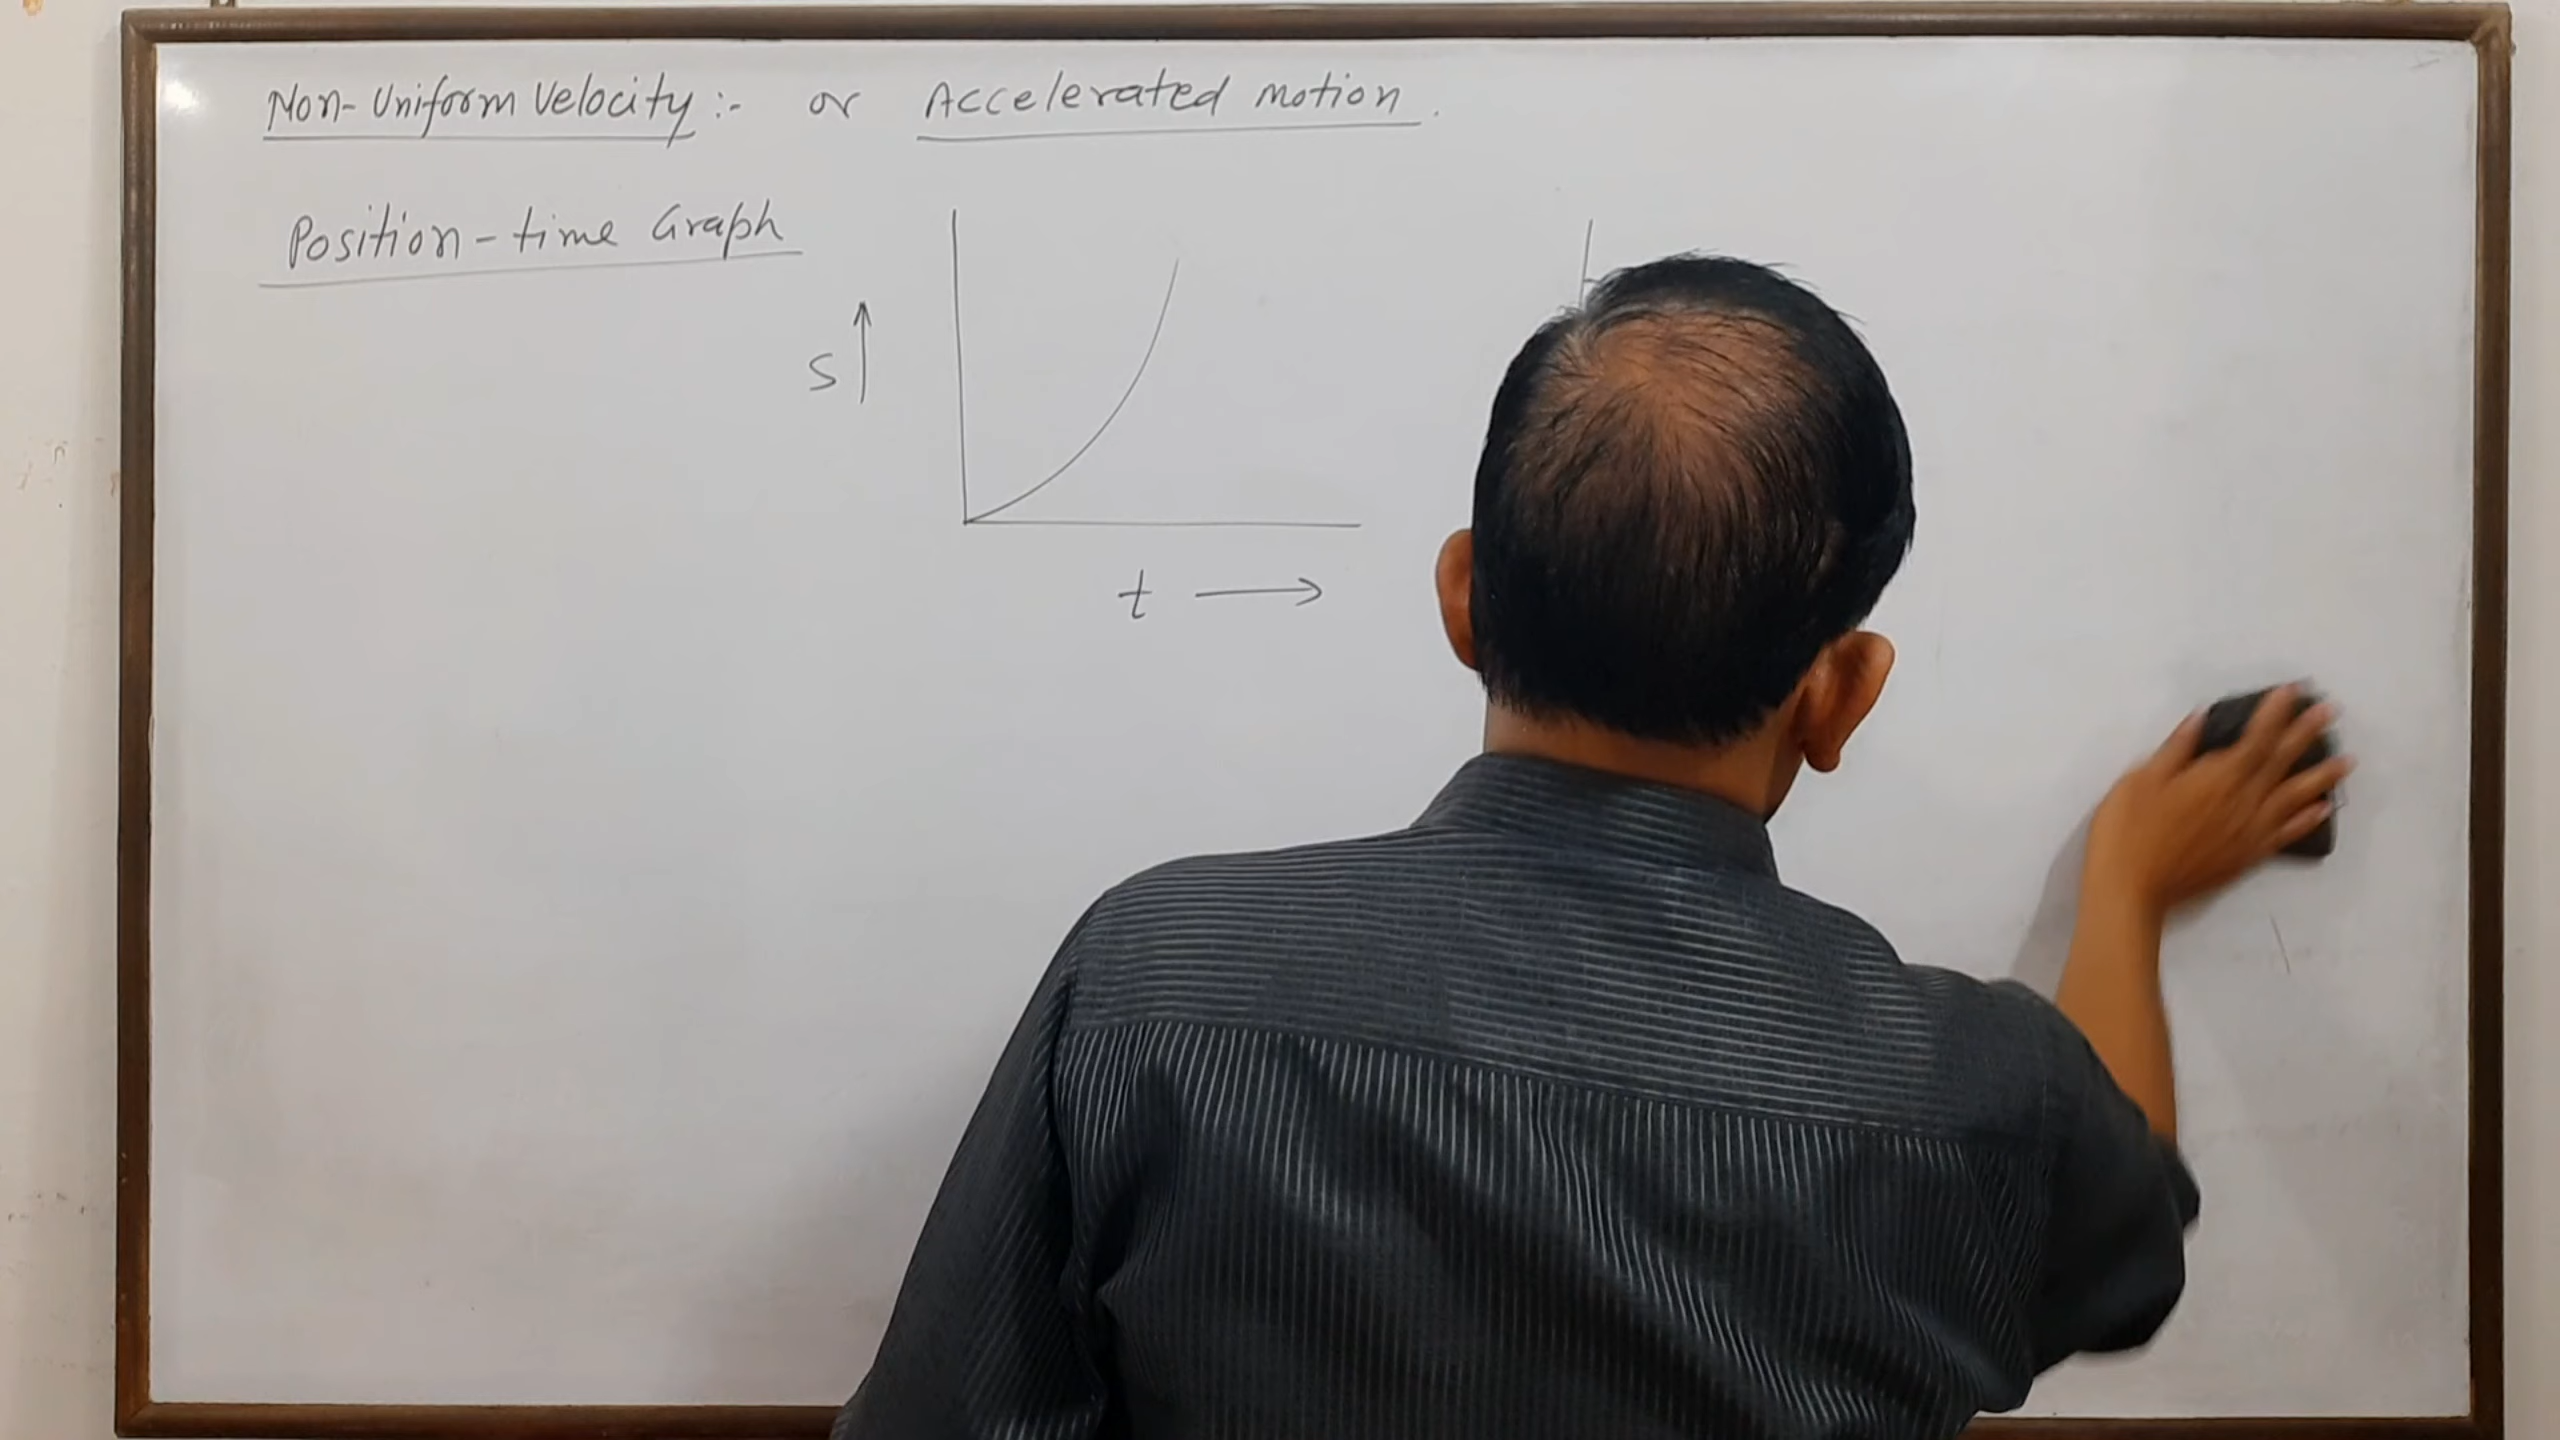 Non-Uniform Velocity :- or Accelerated motion.
Position-time Graph
S
t